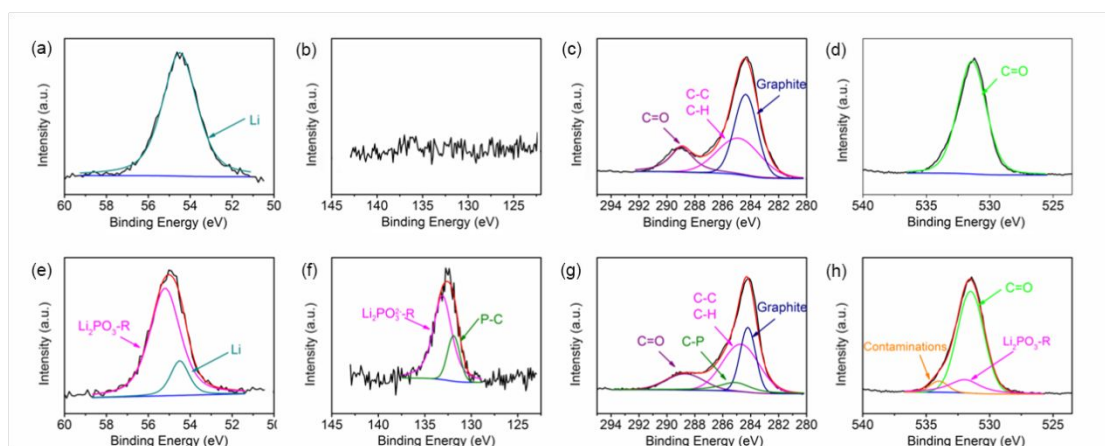 (a)
Intensity (a.u.)
Li
60 58 56 54 52 50
Binding Energy (eV)
(b)
Intensity (a.u.)
145 140 135 130 125
Binding Energy (eV)
(c)
Intensity (a.u.)
C=O
C-C
C-H
Graphite
294 292 290 288 286 284 282 280
Binding Energy (eV)
(d)
Intensity (a.u.)
C=O
540 535 530 525
Binding Energy (eV)
(e)
Intensity (a.u.)
Li₂PO₃-R
Li
60 58 56 54 52 50
Binding Energy (eV)
(f)
Intensity (a.u.)
P-C
145 140 135 130 125
Binding Energy (eV)
(g)
Intensity (a.u.)
C=O
C-P
C-C
C-H
Graphite
294 292 290 288 286 284 282 280
Binding Energy (eV)
(h)
Intensity (a.u.)
Contaminations
C=O
540 535 530 525
Binding Energy (eV)